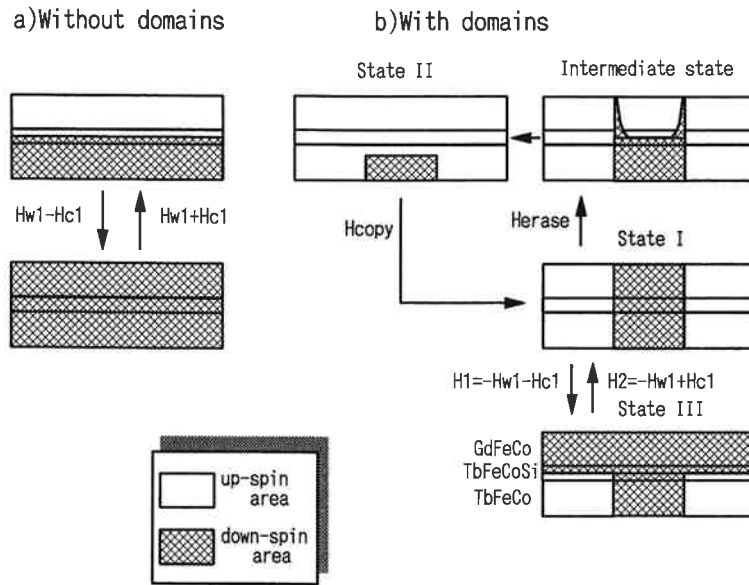 a)Without domains
b)With domains
State II
Intermediate state
Hw1-Hc1
Hw1+Hc1
Hcopy
Herase
State I
H1=-Hw1-Hc1
H2=-Hw1+Hc1
State III
GdFeCo
TbFeCoSi
TbFeCo
up-spin
area
down-spin
area